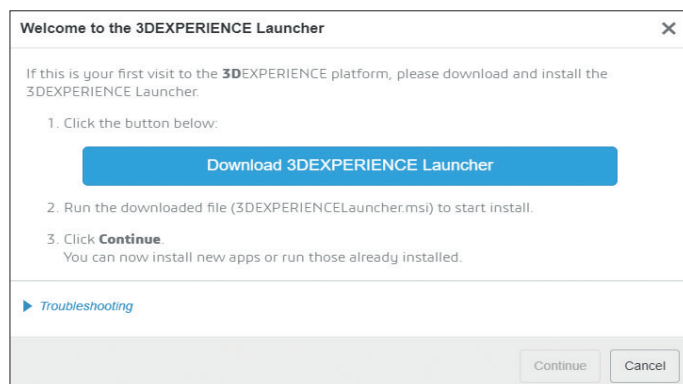 Welcome to the 3DEXPERIENCE Launcher
If this is your first visit to the 3DEXPERIENCE platform, please download and install the
3DEXPERIENCE Launcher.
1. Click the button below:
Download 3DEXPERIENCE Launcher
2. Run the downloaded file (3DEXPERIENCELauncher.msi) to start install.
3. Click Continue.
You can now install new apps or run those already installed.
Troubleshooting
Continue Cancel